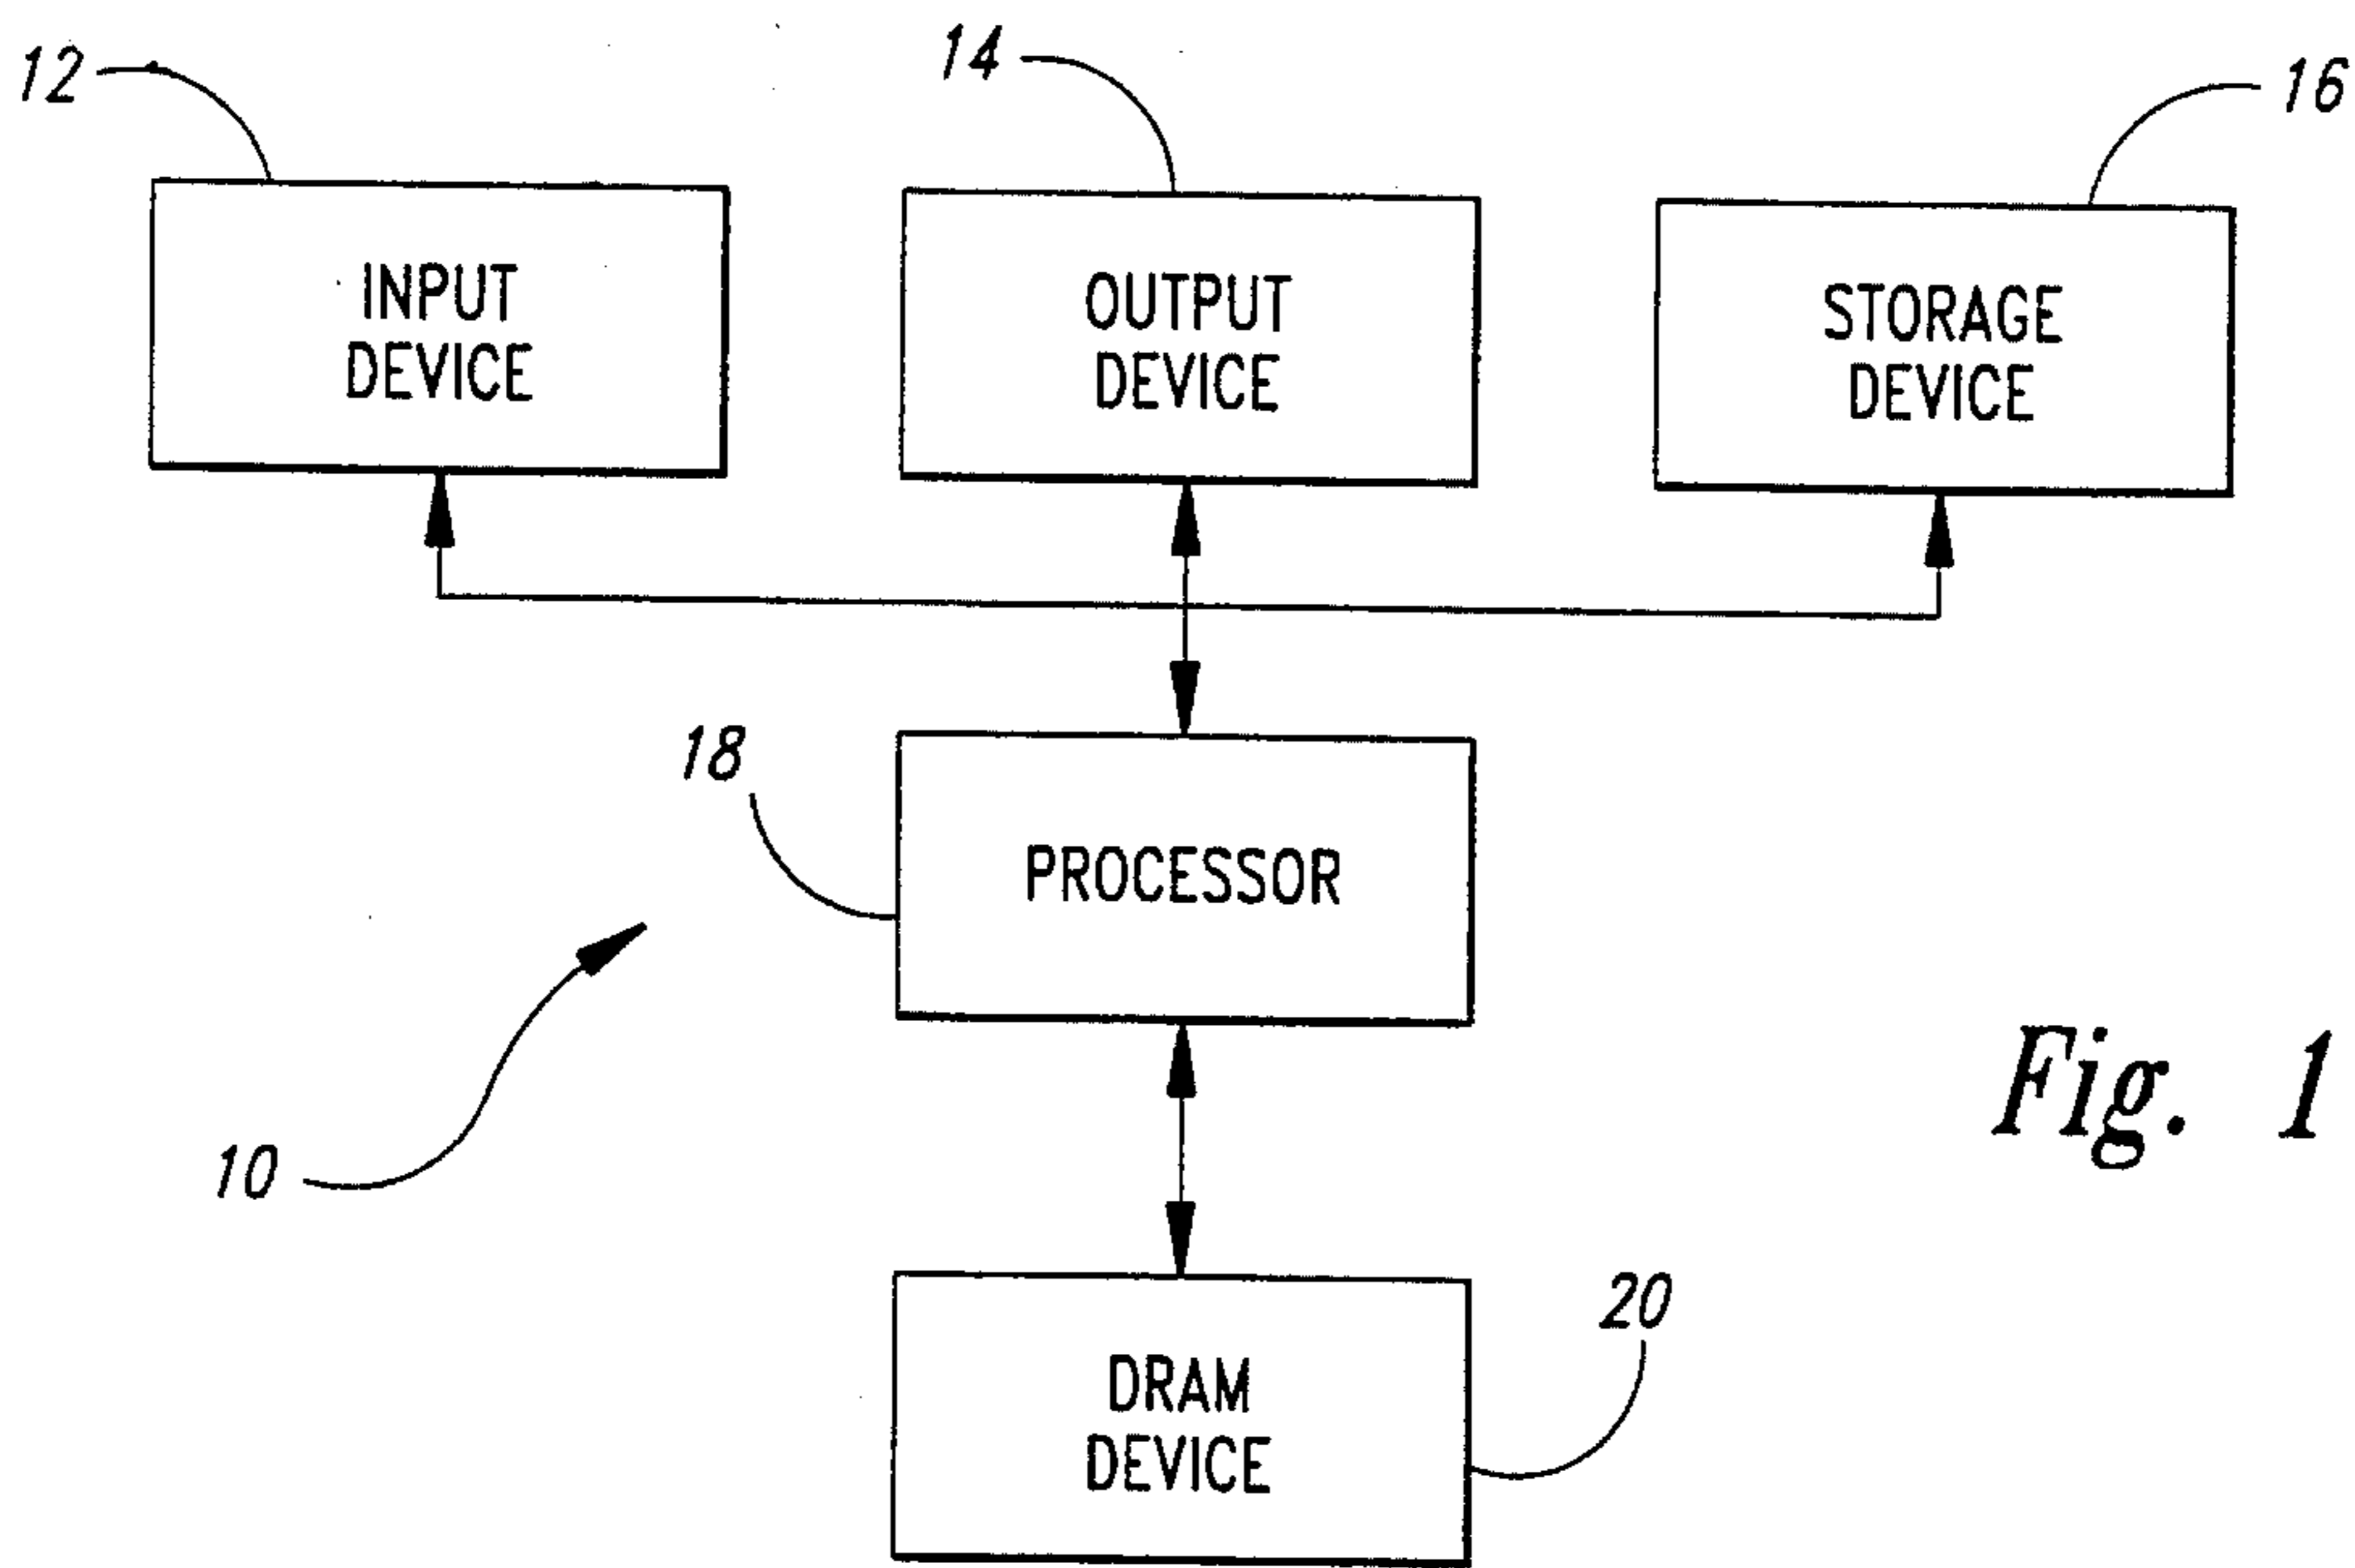 12
14
16
INPUT
DEVICE
OUTPUT
DEVICE
STORAGE
DEVICE
18
PROCESSOR
10
Fig. 1
20
DRAM
DEVICE